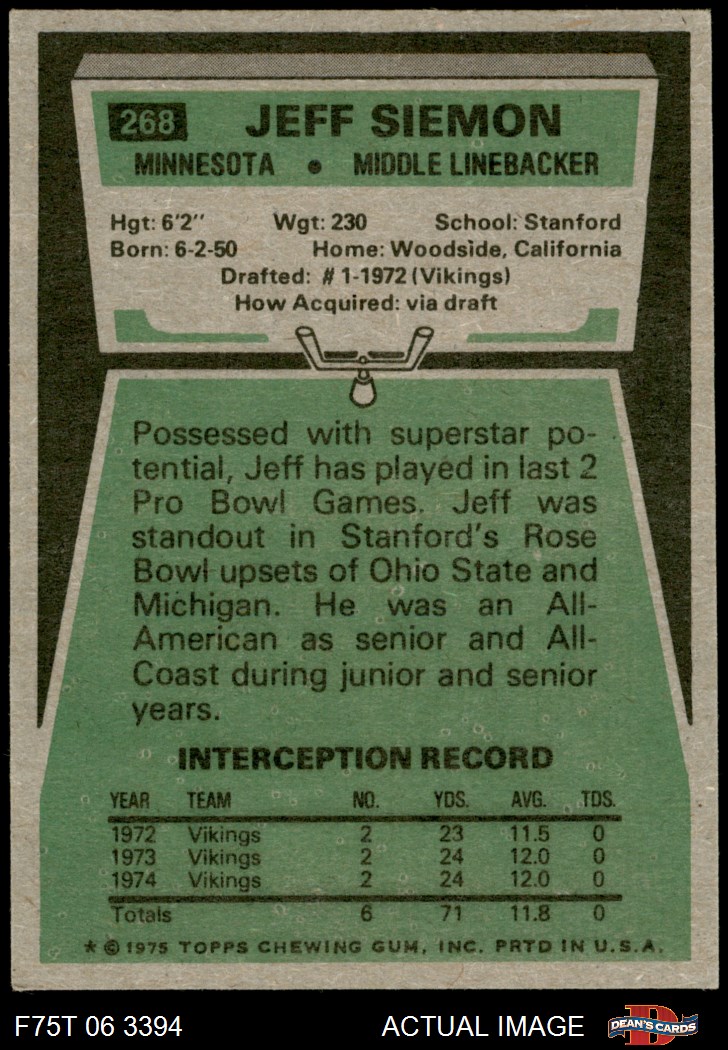 268 JEFF SIEMON
MINNESOTA • MIDDLE LINEBACKER
Hgt: 6'2" Wgt: 230 School: Stanford
Born: 6-2-50 Home: Woodside, California
Drafted: #1-1972 (Vikings)
How Acquired: via draft
Possessed with superstar po-
tential, Jeff has played in last 2
Pro Bowl Games. Jeff was
standout in Stanford's Rose
Bowl upsets of Ohio State and
Michigan. He was an All-
American as senior and All-
Coast during junior and senior
years.
INTERCEPTION RECORD
YEAR TEAM NO. YDS. AVG. TDS.
1972 Vikings 2 23 11.5 0
1973 Vikings 2 24 12.0 0
1974 Vikings 2 24 12.0 0
Totals 6 71 11.8 0
* © 1975 TOPPS CHEWING GUM, INC. PRTD IN U.S.A.
F75T 06 3394 ACTUAL IMAGE D DEAN'S CARDS